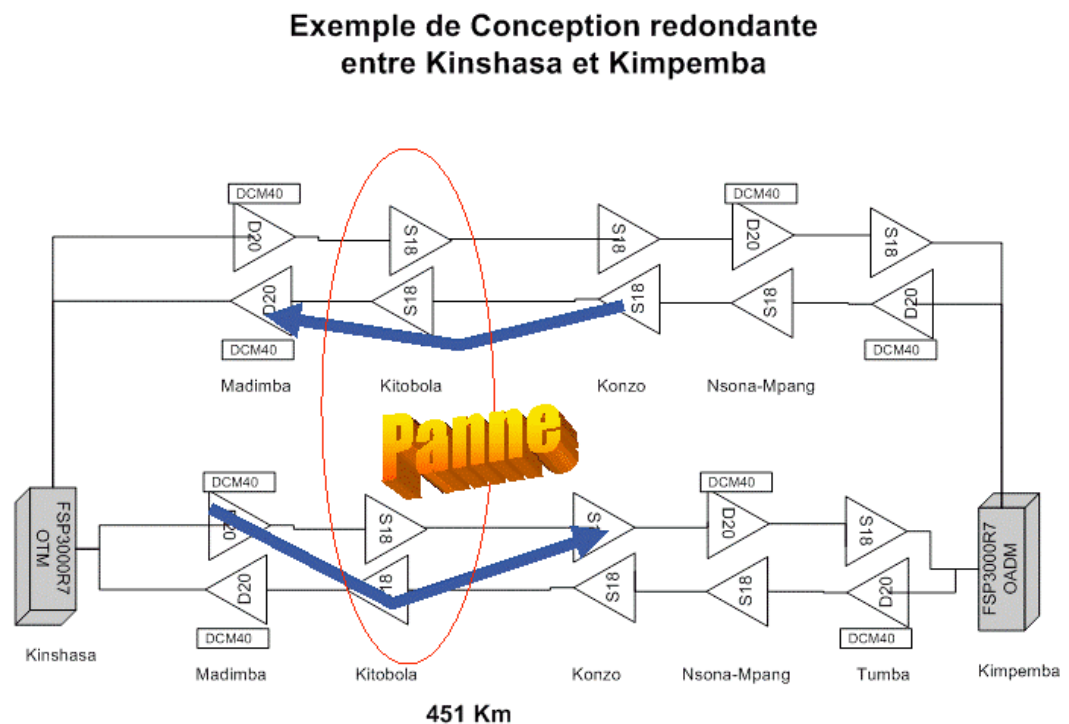 Exemple de Conception redondante
entre Kinshasa et Kimpemba
DCM40
DCM40
D20
S18
S18
D20
S18
D20
S18
S18
S18
D20
DCM40
DCM40
Madimba
Kitobola
Konzo
Nsona-Mpang
Panne
DCM40
DCM40
FSP3000R7
OTM
D20
S18
D20
S18
D20
S18
S18
D20
FSP3000R7
OADM
DCM40
DCM40
Kinshasa
Madimba
Kitobola
Konzo
Nsona-Mpang
Tumba
Kimpemba
451 Km